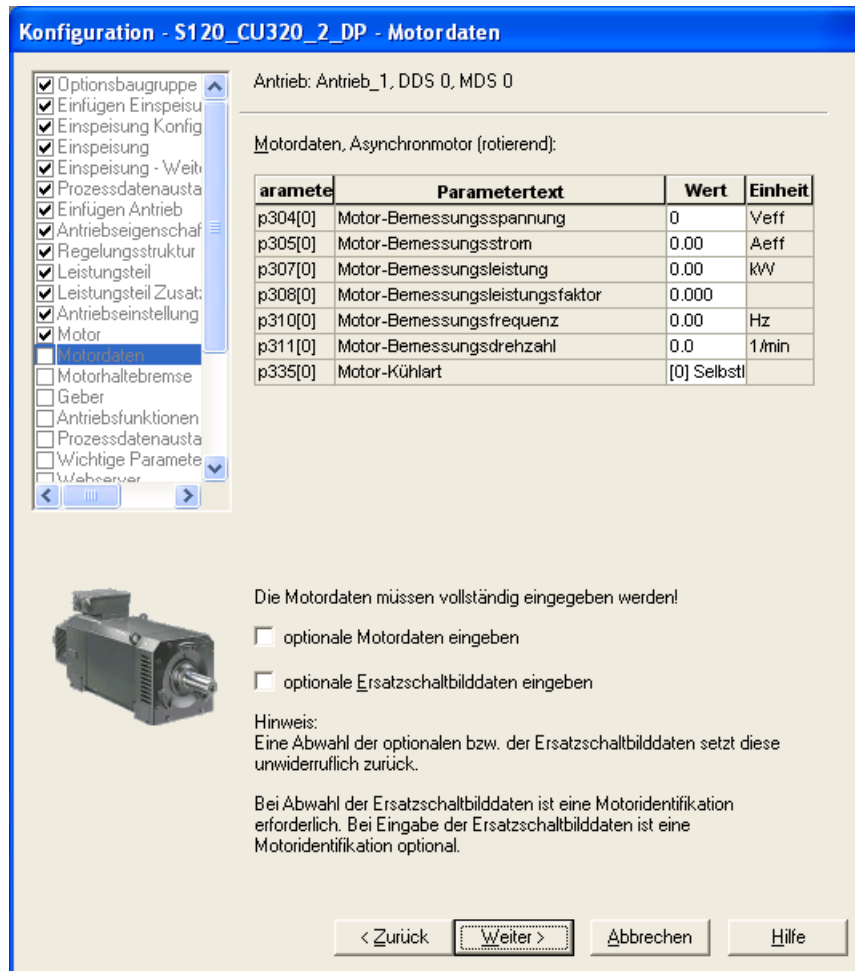 Konfiguration - S120_CU320_2_DP - Motordaten
Optionsbaugruppe
Einfügen Einspeisu
Einspeisung Konfig
Einspeisung
Einspeisung - Weit
Prozessdatenausta
Einfügen Antrieb
Antriebseigenschaf
Regelungsstruktur
Leistungsteil
Leistungsteil Zusat
Antriebseinstellung
Motor
Motordaten
Motorhaltebremse
Geber
Antriebsfunktionen
Prozessdatenausta
Wichtige Paramete
Webserver
Antrieb: Antrieb_1, DDS 0, MDS 0
Motordaten, Asynchronmotor (rotierend):
aramete Parametertext Wert Einheit
p304[0] Motor-Bemessungsspannung 0 Veff
p305[0] Motor-Bemessungsstrom 0.00 Aeff
p307[0] Motor-Bemessungsleistung 0.00 kW
p308[0] Motor-Bemessungsleistungsfaktor 0.000
p310[0] Motor-Bemessungsfrequenz 0.00 Hz
p311[0] Motor-Bemessungsdrehzahl 0.0 1/min
p335[0] Motor-Kühlart [0] Selbstl
Die Motordaten müssen vollständig eingegeben werden!
optionale Motordaten eingeben
optionale Ersatzschaltbilddaten eingeben
Hinweis:
Eine Abwahl der optionalen bzw. der Ersatzschaltbilddaten setzt diese
unwiderruflich zurück.
Bei Abwahl der Ersatzschaltbilddaten ist eine Motoridentifikation
erforderlich. Bei Eingabe der Ersatzschaltbilddaten ist eine
Motoridentifikation optional.
< Zurück Weiter > Abbrechen Hilfe